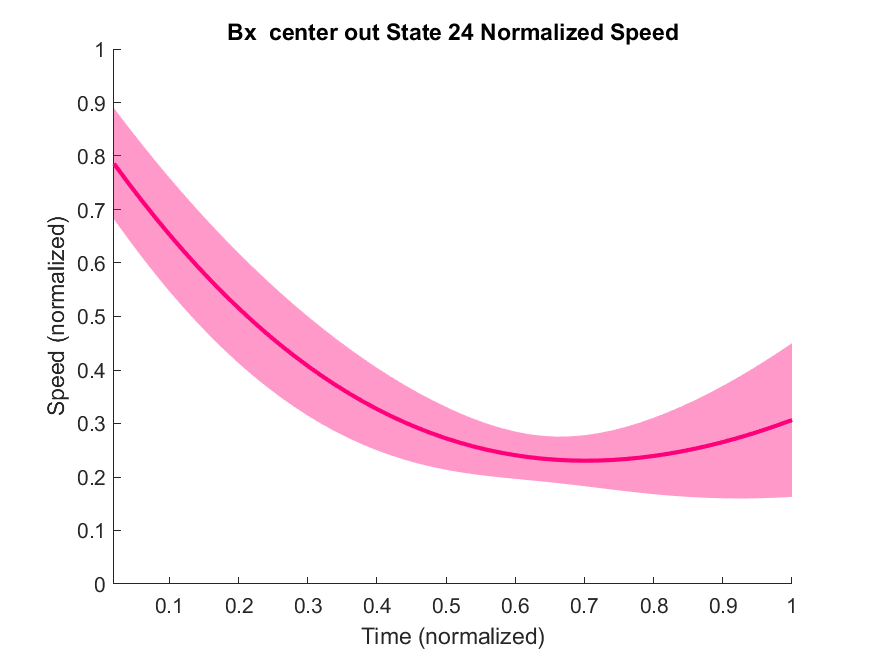 Bx  center out State 24 Normalized Speed
1
0.9
0.8
0.7
0.6
0.5
0.4
0.3
0.2
0.1
0
Speed (normalized)
0.1 0.2 0.3 0.4 0.5 0.6 0.7 0.8 0.9 1
Time (normalized)